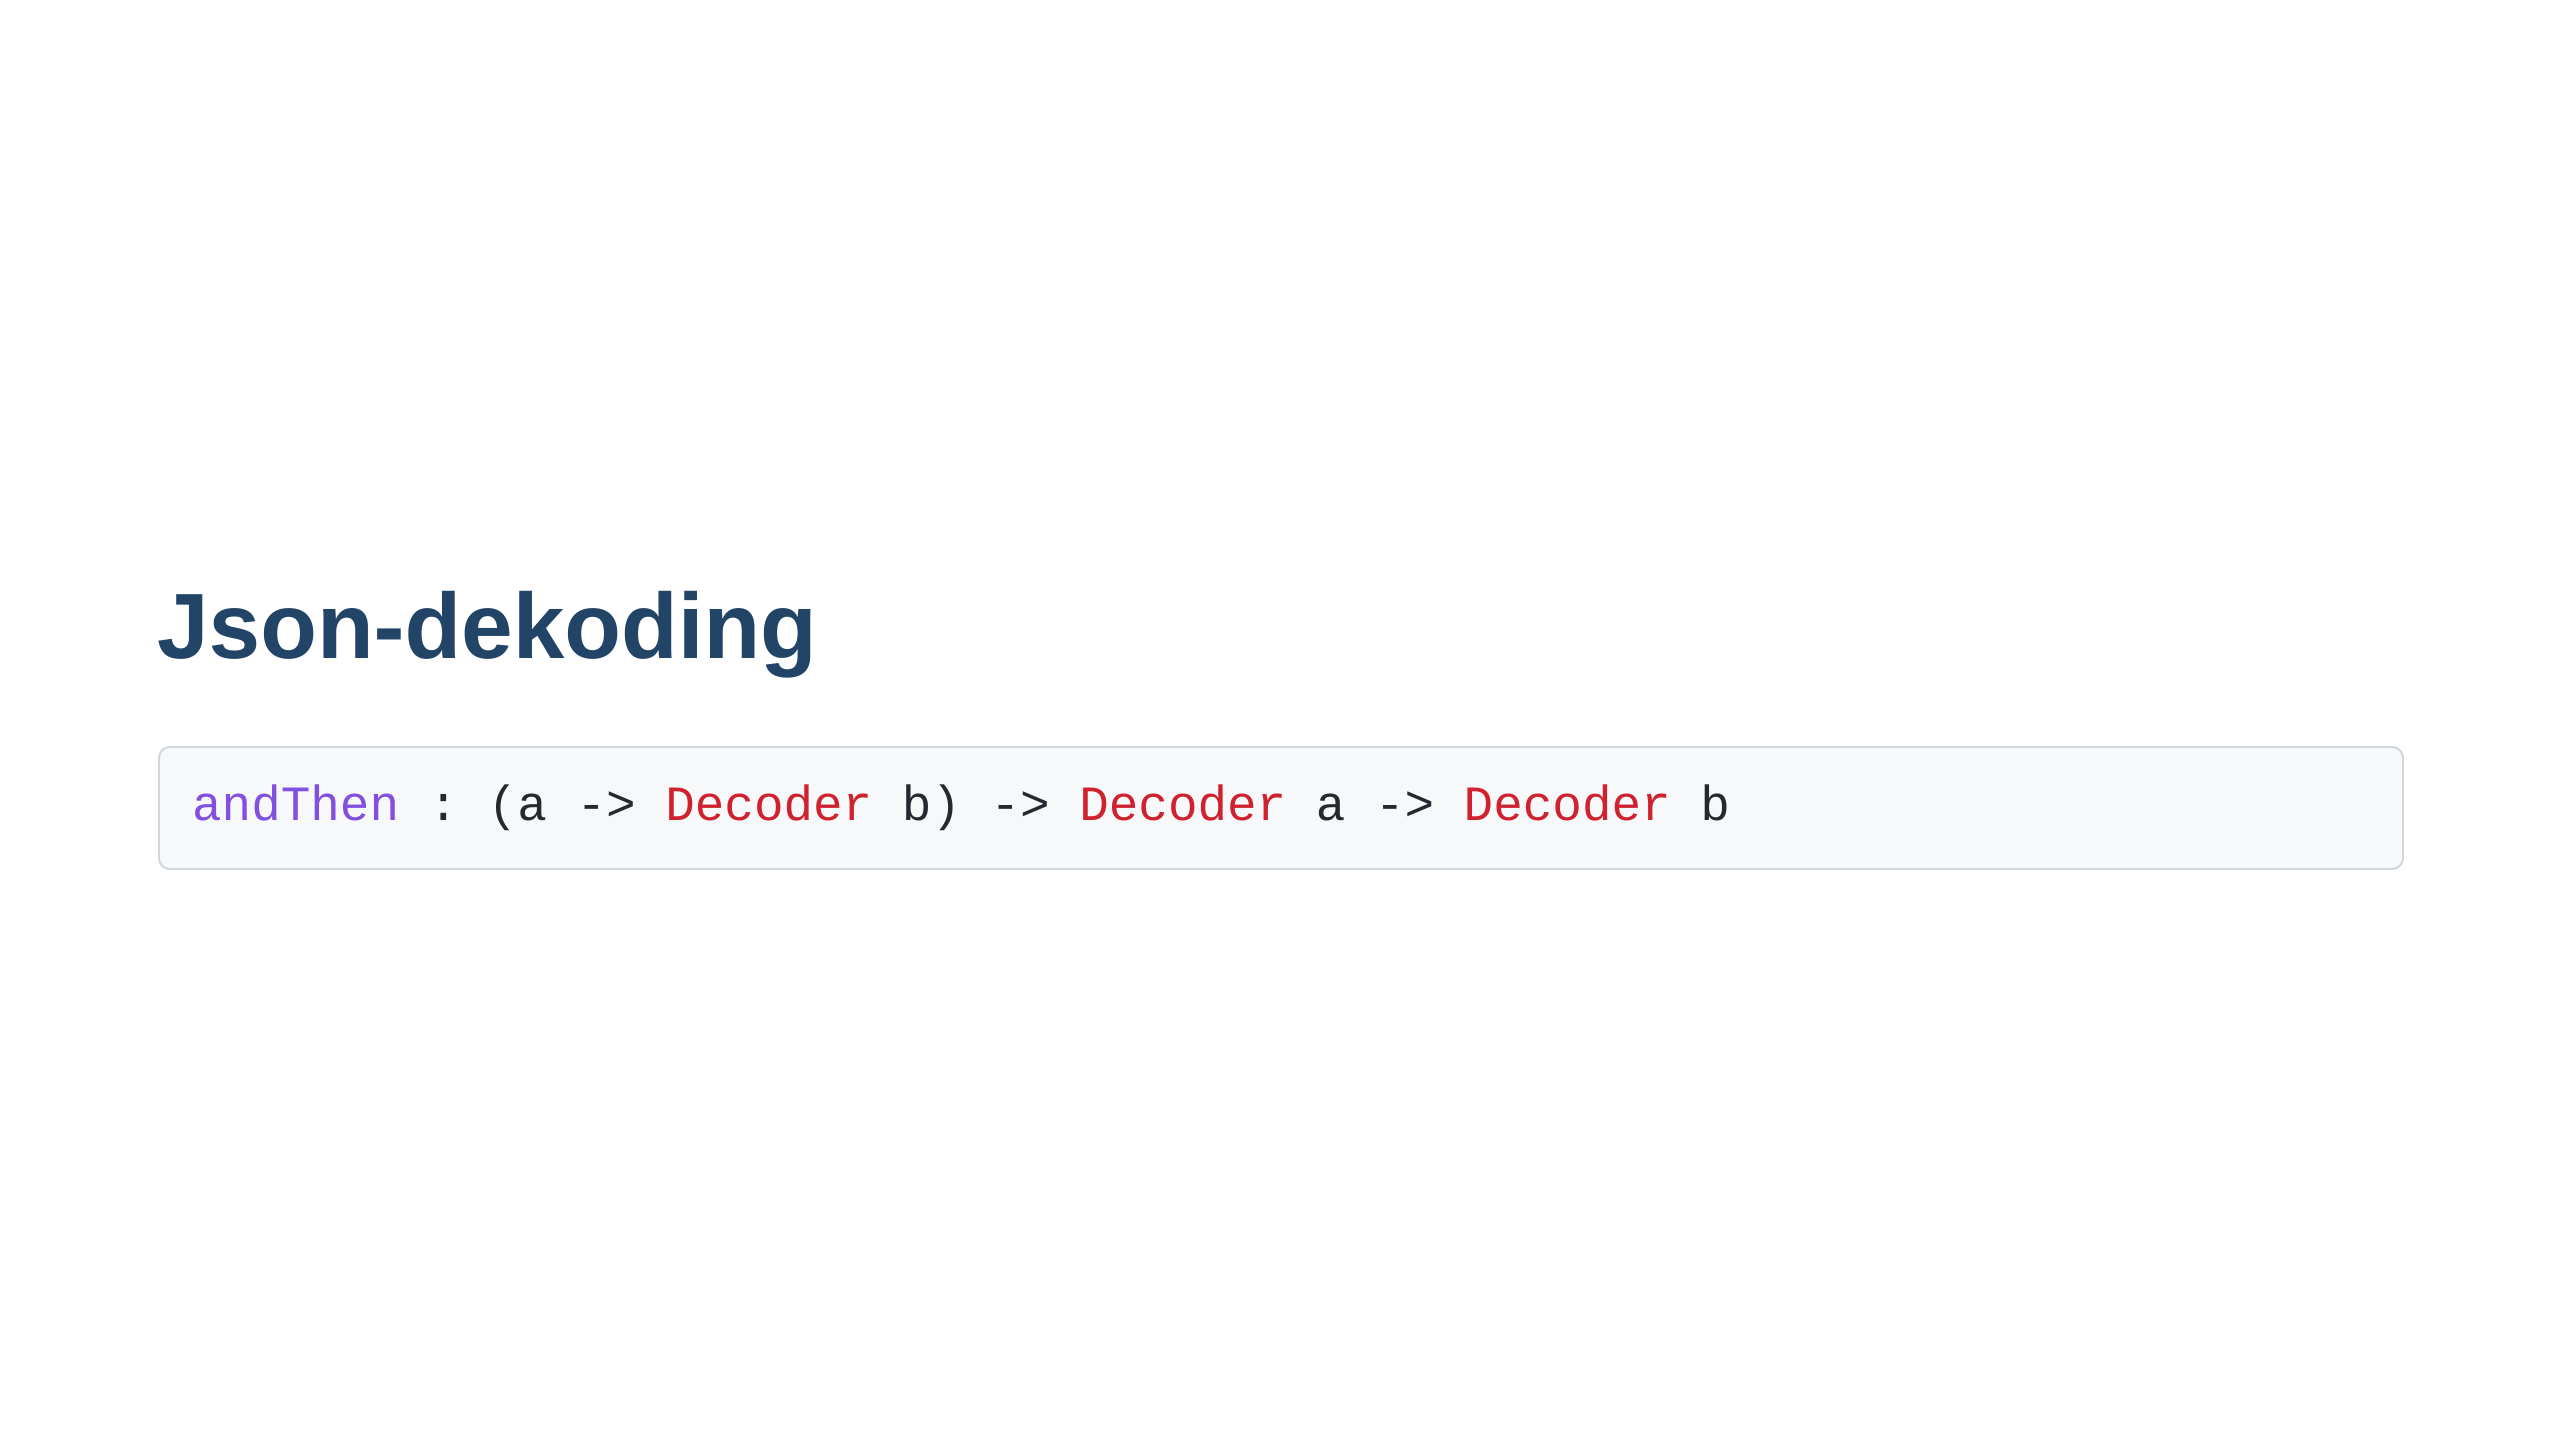 Json-dekoding
andThen : (a -> Decoder b) -> Decoder a -> Decoder b